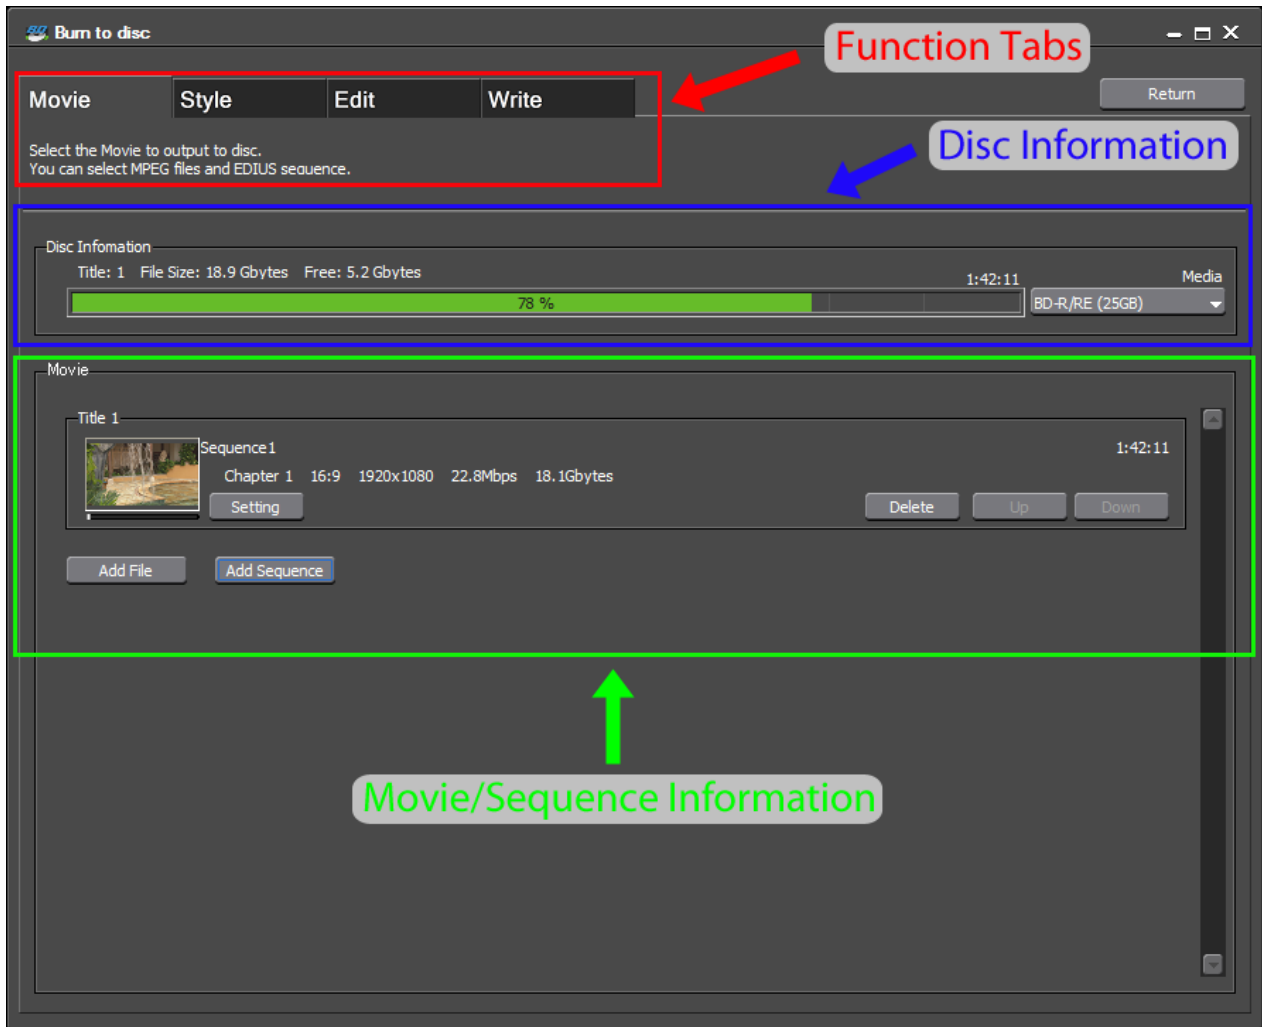 Burn to disc
Function Tabs
Movie Style Edit Write
Return
Select the Movie to output to disc.
You can select MPEG files and EDIUS sequence.
Disc Information
Disc Infomation
Title: 1 File Size: 18.9 Gbytes Free: 5.2 Gbytes
1:42:11
Media
78 %
BD-R/RE (25GB)
Movie
Title 1
Sequence1
1:42:11
Chapter 1 16:9 1920x1080 22.8Mbps 18.1Gbytes
Setting
Delete Up Down
Add File Add Sequence
Movie/Sequence Information